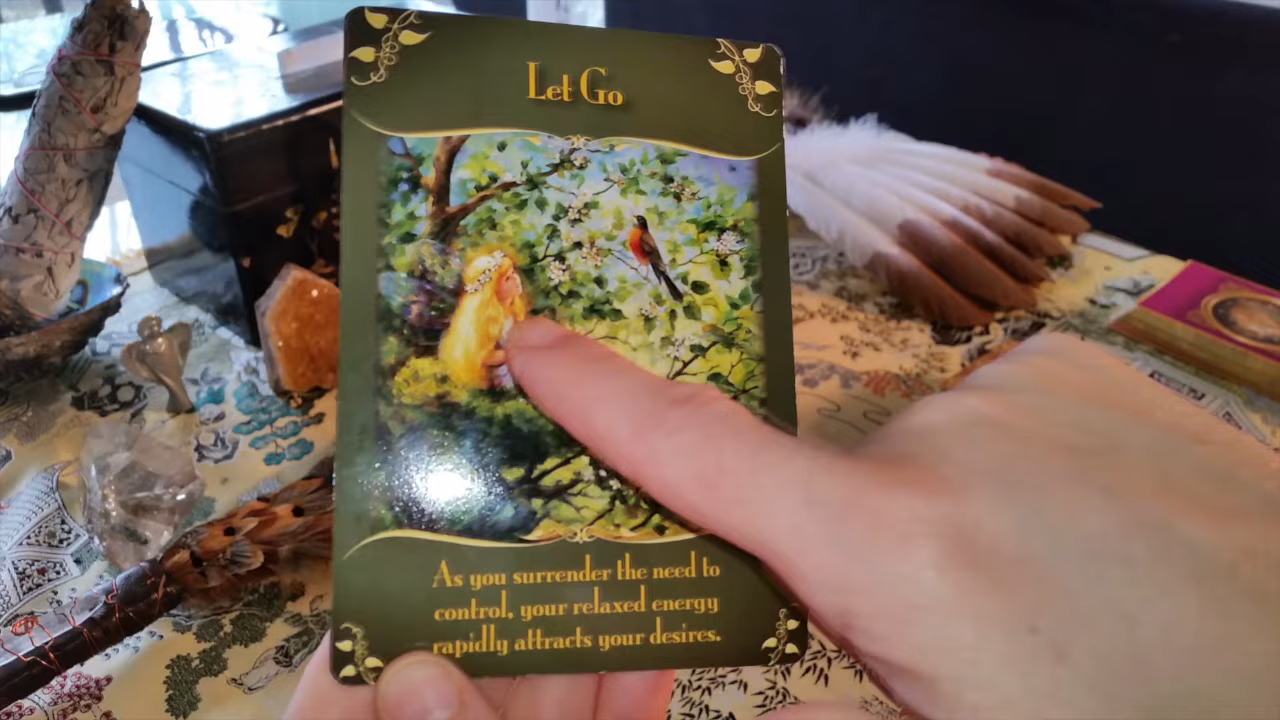 Let Go
As you surrender the need to
control, your relaxed energy
rapidly attracts your desires.